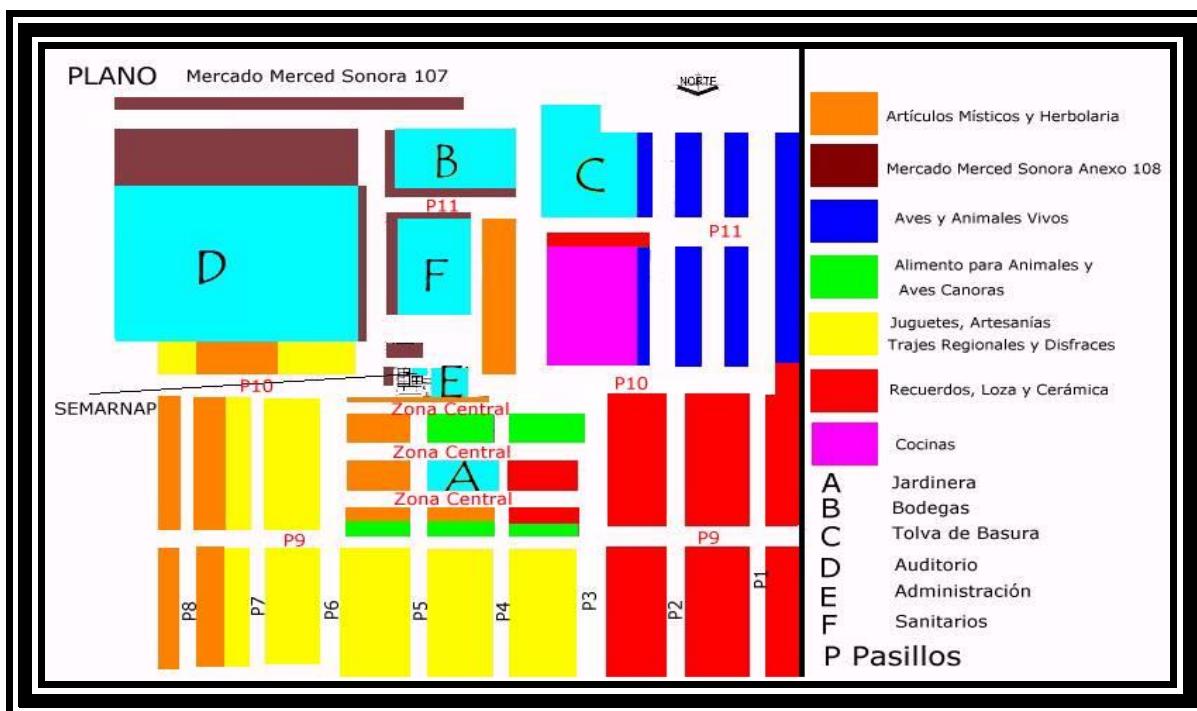 PLANO Mercado Merced Sonora 107
NORTE
B
C
P11
P11
D
F
P10
E
P10
SEMARNAP
Zona Central
Zona Central
A
Zona Central
P9
P9
P8
P7
P6
P5
P4
P3
P2
P1
Artículos Místicos y Herbolaria
Mercado Merced Sonora Anexo 108
Aves y Animales Vivos
Alimento para Animales y
Aves Canoras
Juguetes, Artesanías
Trajes Regionales y Disfraces
Recuerdos, Loza y Cerámica
Cocinas
A Jardinera
B Bodegas
C Tolva de Basura
D Auditorio
E Administración
F Sanitarios
P Pasillos